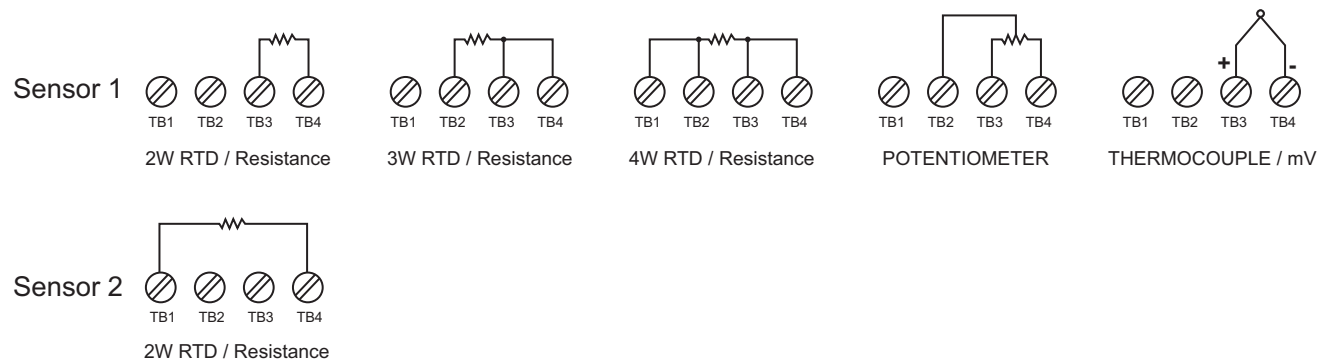 + -
Sensor 1
TB1 TB2 TB3 TB4 TB1 TB2 TB3 TB4 TB1 TB2 TB3 TB4 TB1 TB2 TB3 TB4 TB1 TB2 TB3 TB4
2W RTD / Resistance 3W RTD / Resistance 4W RTD / Resistance POTENTIOMETER THERMOCOUPLE / mV
Sensor 2
TB1 TB2 TB3 TB4
2W RTD / Resistance